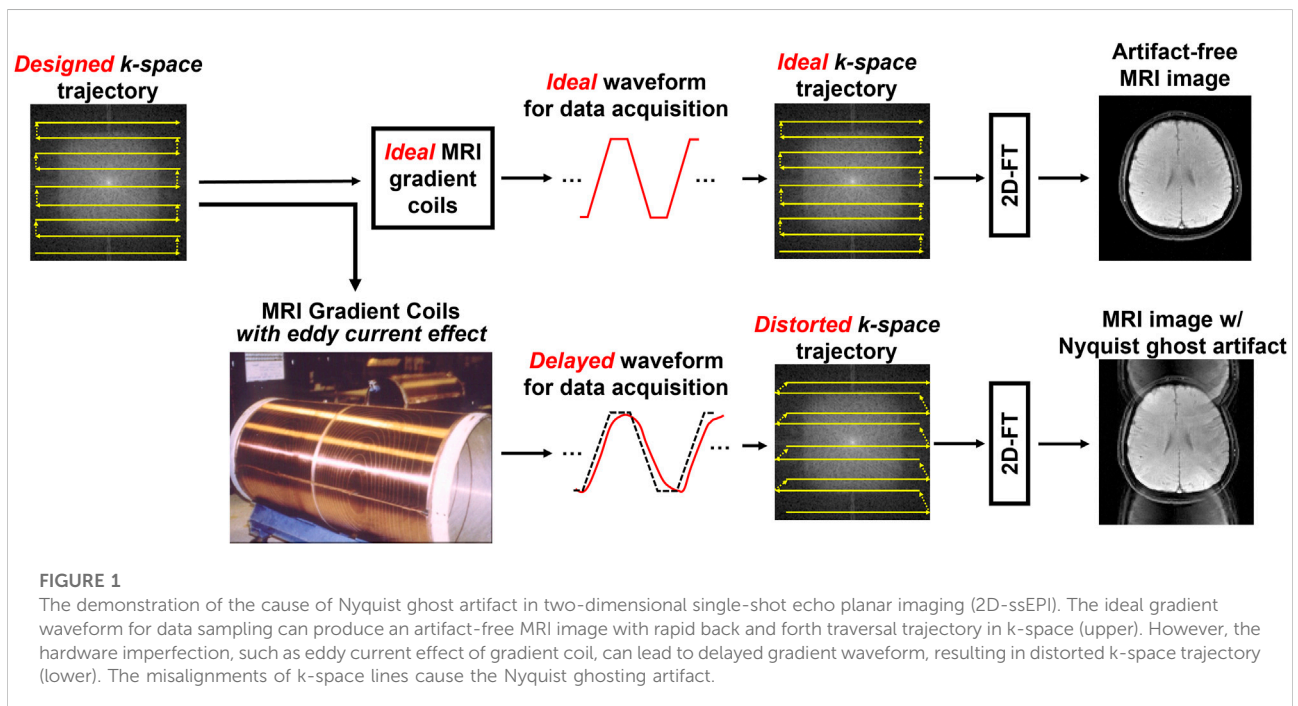 Designed k-space
trajectory
Ideal MRI
gradient
coils
Ideal waveform
for data acquisition
...
...
Ideal k-space
trajectory
2D-FT
Artifact-free
MRI image
MRI Gradient Coils
with eddy current effect
Delayed waveform
for data acquisition
...
...
Distorted k-space
trajectory
2D-FT
MRI image w/
Nyquist ghost artifact
FIGURE 1
The demonstration of the cause of Nyquist ghost artifact in two-dimensional single-shot echo planar imaging (2D-ssEPI). The ideal gradient
waveform for data sampling can produce an artifact-free MRI image with rapid back and forth traversal trajectory in k-space (upper). However, the
hardware imperfection, such as eddy current effect of gradient coil, can lead to delayed gradient waveform, resulting in distorted k-space trajectory
(lower). The misalignments of k-space lines cause the Nyquist ghosting artifact.